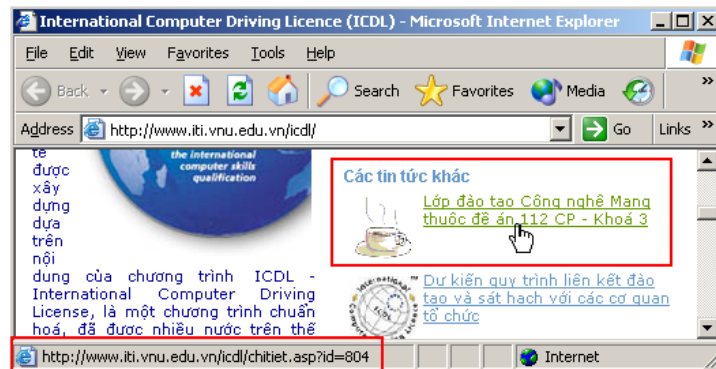 International Computer Driving Licence (ICDL) - Microsoft Internet Explorer
File Edit View Favorites Tools Help
Back Search Favorites Media »
Address http://www.iti.vnu.edu.vn/icdl/ Go Links »
tế
được
xây
dựng
dựa
trên
nội
dung của chương trình ICDL -
International Computer Driving
License, là một chương trình chuẩn
hoá, đã được nhiều nước trên thế
the international
computer skills
qualification
Các tin tức khác
Lớp đào tạo Công nghệ Mạng
thuộc đề án 112 CP - Khoá 3
Dự kiến quy trình liên kết đào
tạo và sát hạch với các cơ quan
tổ chức
http://www.iti.vnu.edu.vn/icdl/chitiet.asp?id=804 Internet